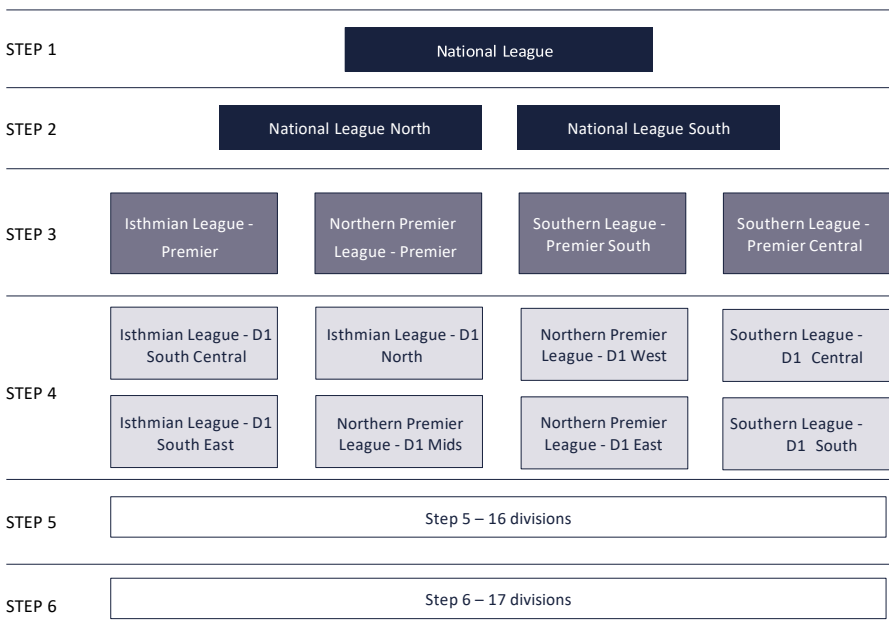 STEP 1
National League
STEP 2
National League North
National League South
STEP 3
Isthmian League -
Premier
Northern Premier
League - Premier
Southern League -
Premier South
Southern League -
Premier Central
STEP 4
Isthmian League - D1
South Central
Isthmian League - D1
North
Northern Premier
League - D1 West
Southern League -
D1 Central
Isthmian League - D1
South East
Northern Premier
League - D1 Mids
Northern Premier
League - D1 East
Southern League -
D1 South
STEP 5
Step 5 – 16 divisions
STEP 6
Step 6 – 17 divisions